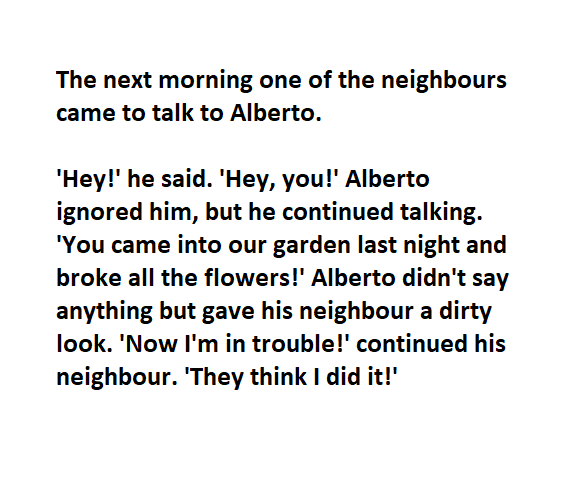 The next morning one of the neighbours
came to talk to Alberto.
'Hey!' he said. 'Hey, you!' Alberto
ignored him, but he continued talking.
'You came into our garden last night and
broke all the flowers!' Alberto didn't say
anything but gave his neighbour a dirty
look. 'Now I'm in trouble!' continued his
neighbour. 'They think I did it!'